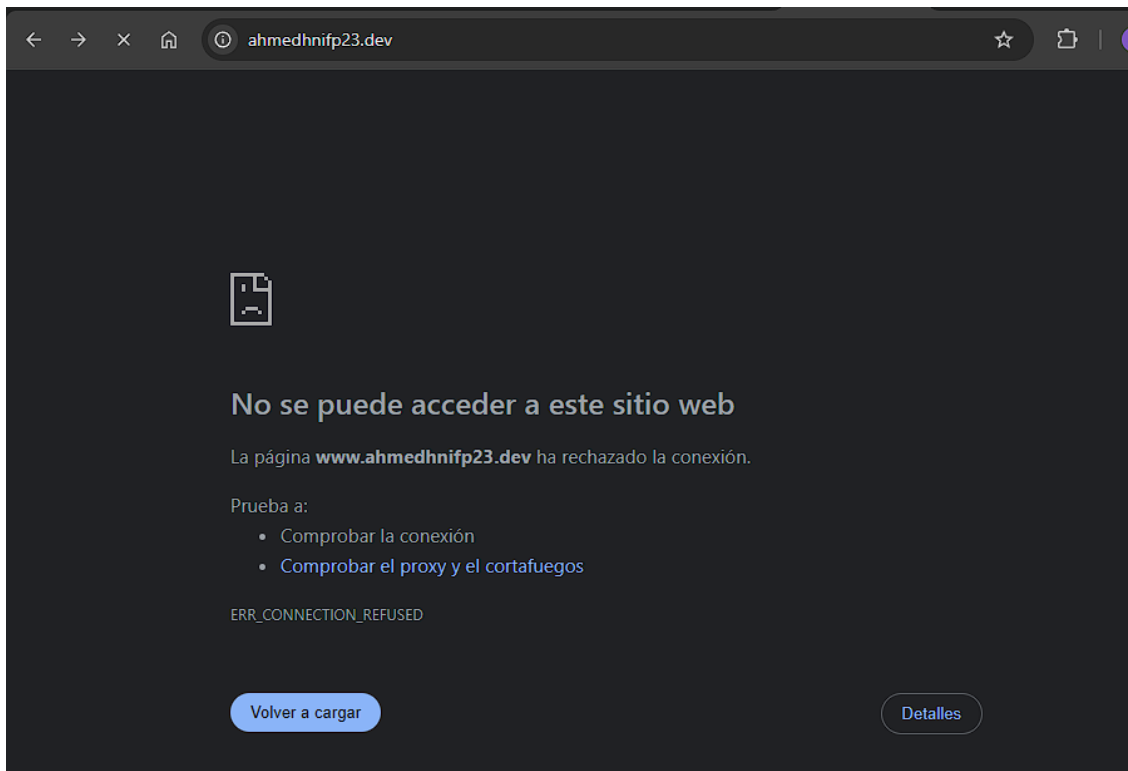 ahmedhnifp23.dev
No se puede acceder a este sitio web
La página www.ahmedhnifp23.dev ha rechazado la conexión.
Prueba a:
• Comprobar la conexión
• Comprobar el proxy y el cortafuegos
ERR_CONNECTION_REFUSED
Volver a cargar
Detalles